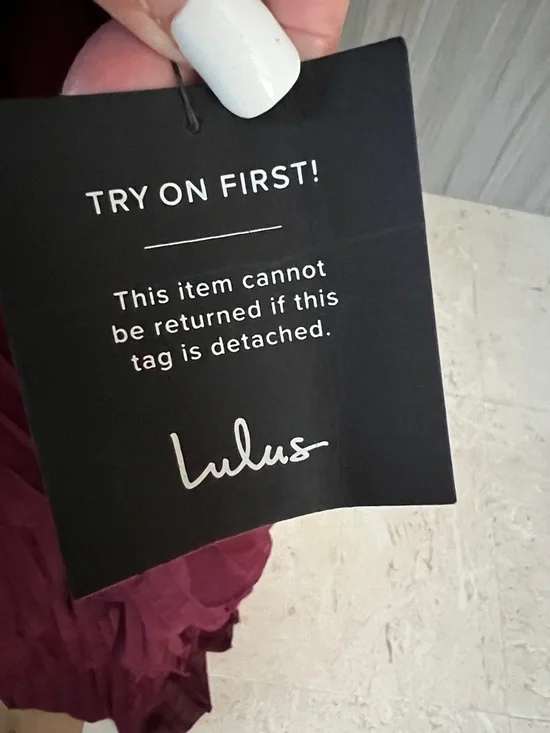 TRY ON FIRST!
This item cannot
be returned if this
tag is detached.
Lulus